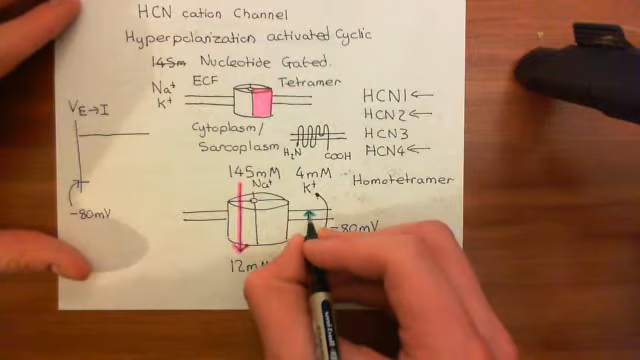 HCN cation Channel
Hyperpolarization activated Cyclic
145m Nucleotide Gated.
Na+ ECF Tetramer
K+
HCN1←
HCN2←
HCN3
HCN4←
VE→I
Cytoplasm/
Sarcoplasm H2N COOH
145mM 4mM
Na+ K+
Homotetramer
~80mV
-80mV
12m